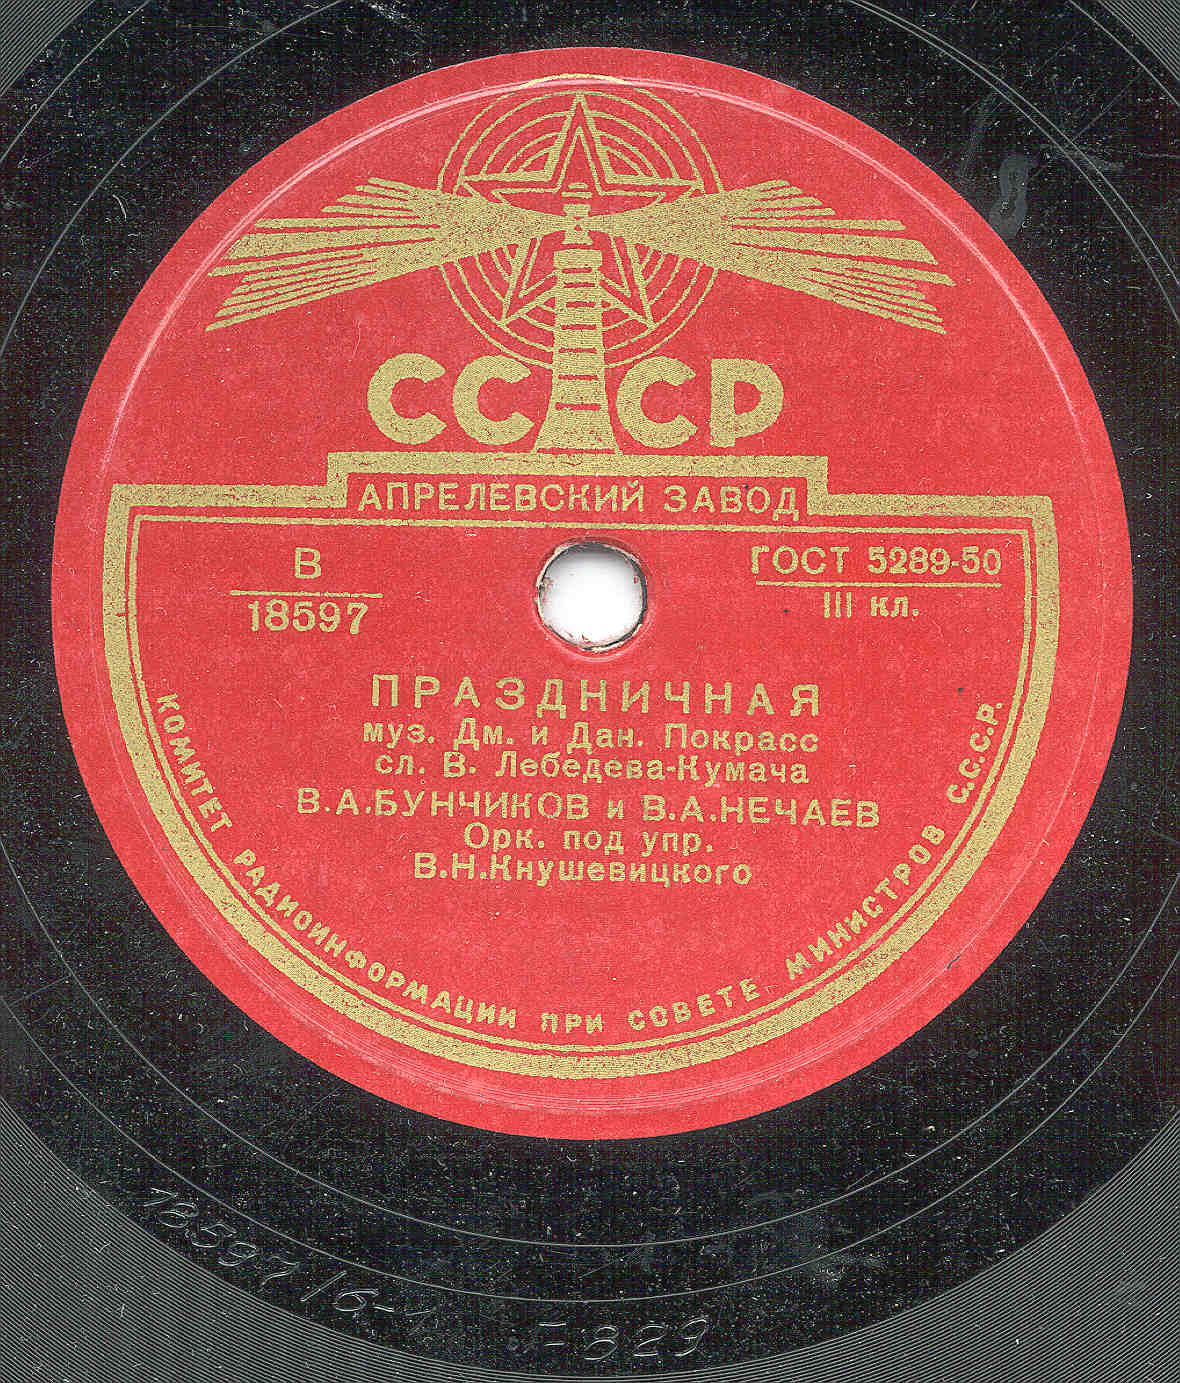 СССР
АПРЕЛЕВСКИЙ ЗАВОД
В
18597
ГОСТ 5289-50
III кл.
ПРАЗДНИЧНАЯ
муз. Дм. и Дан. Покрасс
сл. В. Лебедева-Кумача
В.А.БУНЧИКОВ и В.А.НЕЧАЕВ
Орк. под упр.
В.Н.Кнушевицкого
КОМИТЕТ РАДИОИНФОРМАЦИИ ПРИ СОВЕТЕ МИНИСТРОВ С.С.С.Р.
18597